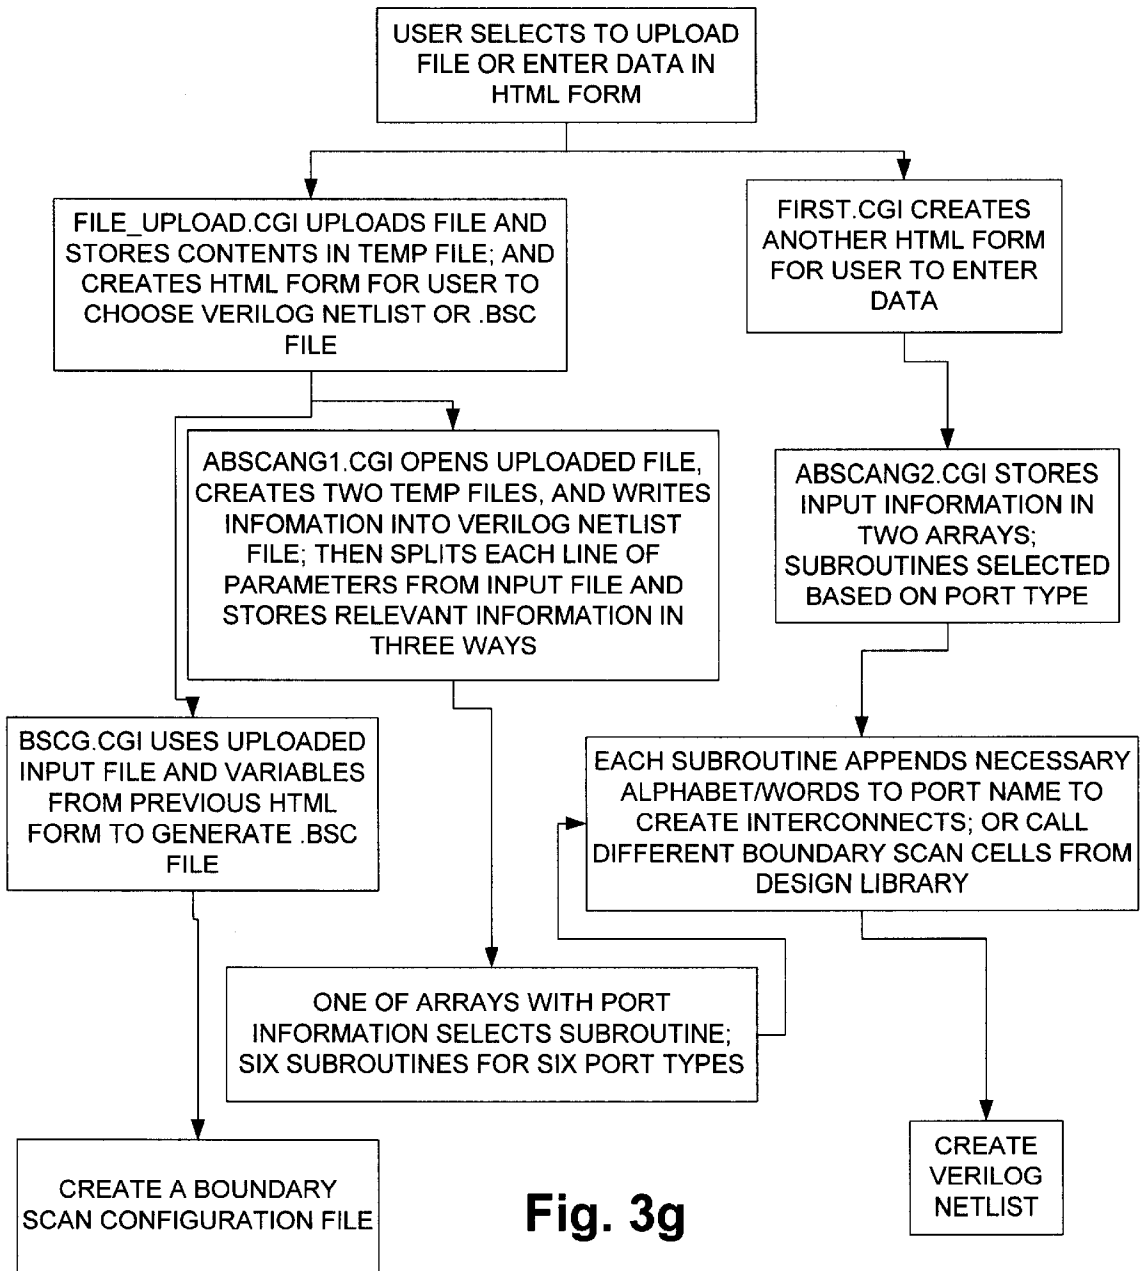 USER SELECTS TO UPLOAD
FILE OR ENTER DATA IN
HTML FORM
FILE_UPLOAD.CGI UPLOADS FILE AND
STORES CONTENTS IN TEMP FILE; AND
CREATES HTML FORM FOR USER TO
CHOOSE VERILOG NETLIST OR .BSC
FILE
FIRST.CGI CREATES
ANOTHER HTML FORM
FOR USER TO ENTER
DATA
ABSCANG1.CGI OPENS UPLOADED FILE,
CREATES TWO TEMP FILES, AND WRITES
INFOMATION INTO VERILOG NETLIST
FILE; THEN SPLITS EACH LINE OF
PARAMETERS FROM INPUT FILE AND
STORES RELEVANT INFORMATION IN
THREE WAYS
ABSCANG2.CGI STORES
INPUT INFORMATION IN
TWO ARRAYS;
SUBROUTINES SELECTED
BASED ON PORT TYPE
BSCG.CGI USES UPLOADED
INPUT FILE AND VARIABLES
FROM PREVIOUS HTML
FORM TO GENERATE .BSC
FILE
EACH SUBROUTINE APPENDS NECESSARY
ALPHABET/WORDS TO PORT NAME TO
CREATE INTERCONNECTS; OR CALL
DIFFERENT BOUNDARY SCAN CELLS FROM
DESIGN LIBRARY
ONE OF ARRAYS WITH PORT
INFORMATION SELECTS SUBROUTINE;
SIX SUBROUTINES FOR SIX PORT TYPES
CREATE A BOUNDARY
SCAN CONFIGURATION FILE
CREATE
VERILOG
NETLIST
Fig. 3g